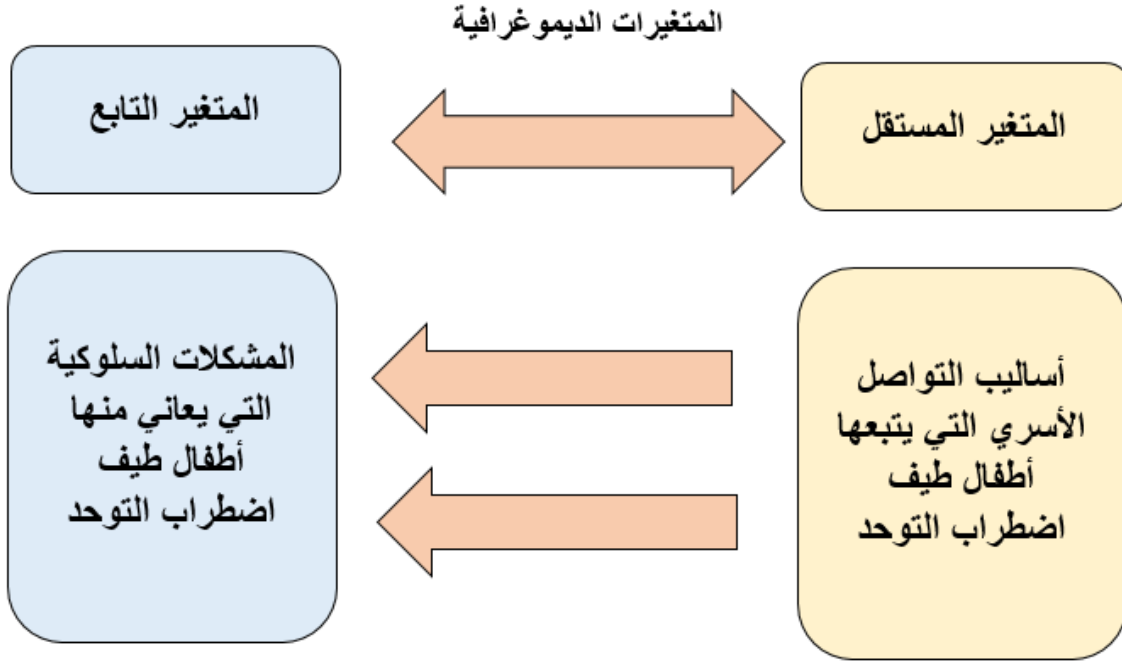 المتغيرات الديموغرافية
المتغير المستقل
المتغير التابع
أساليب التواصل
الأسري التي يتبعها
أطفال طيف
اضطراب التوحد
المشكلات السلوكية
التي يعاني منها
أطفال طيف
اضطراب التوحد